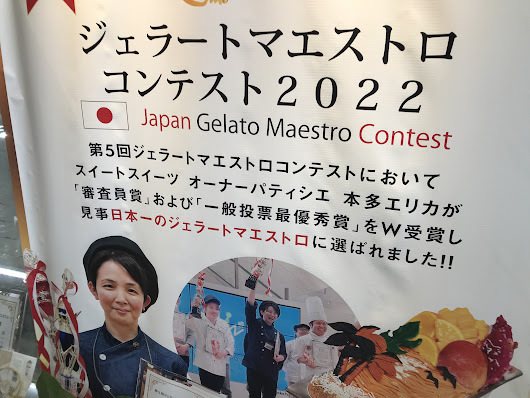 ジェラートマエストロ
コンテスト2022
Japan Gelato Maestro Contest
第5回ジェラートマエストロコンテストにおいて
スイートスイーツ オーナーパティシエ 本多エリカが
「審査員賞」および「一般投票最優秀賞」をW受賞し
見事日本一のジェラートマエストロに選ばれました!!